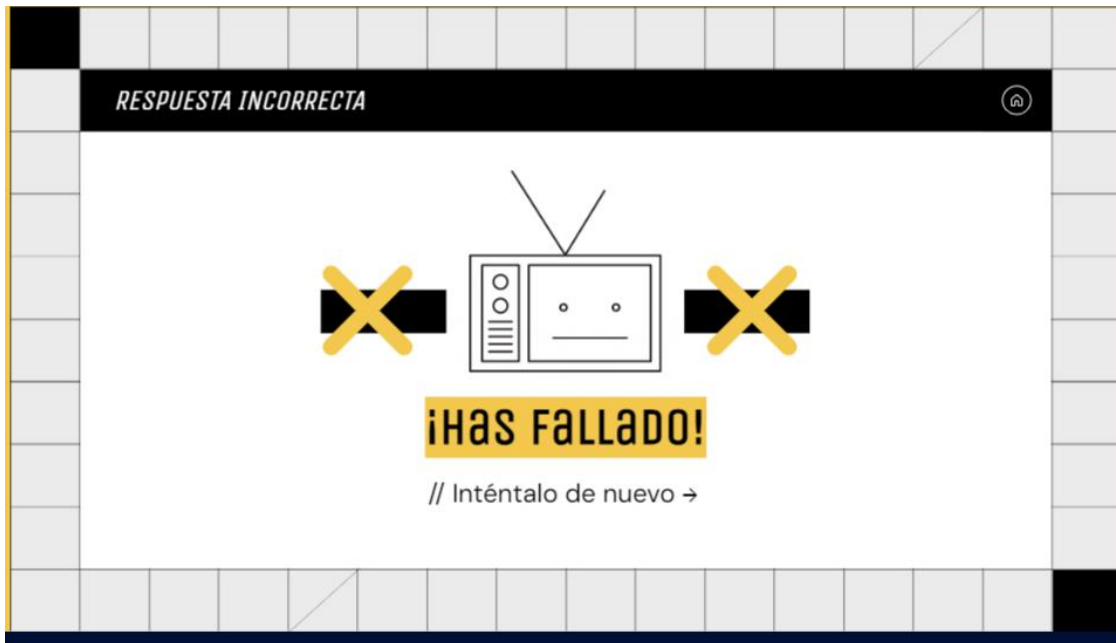 RESPUESTA INCORRECTA
¡Has Fallado!
// Inténtalo de nuevo →